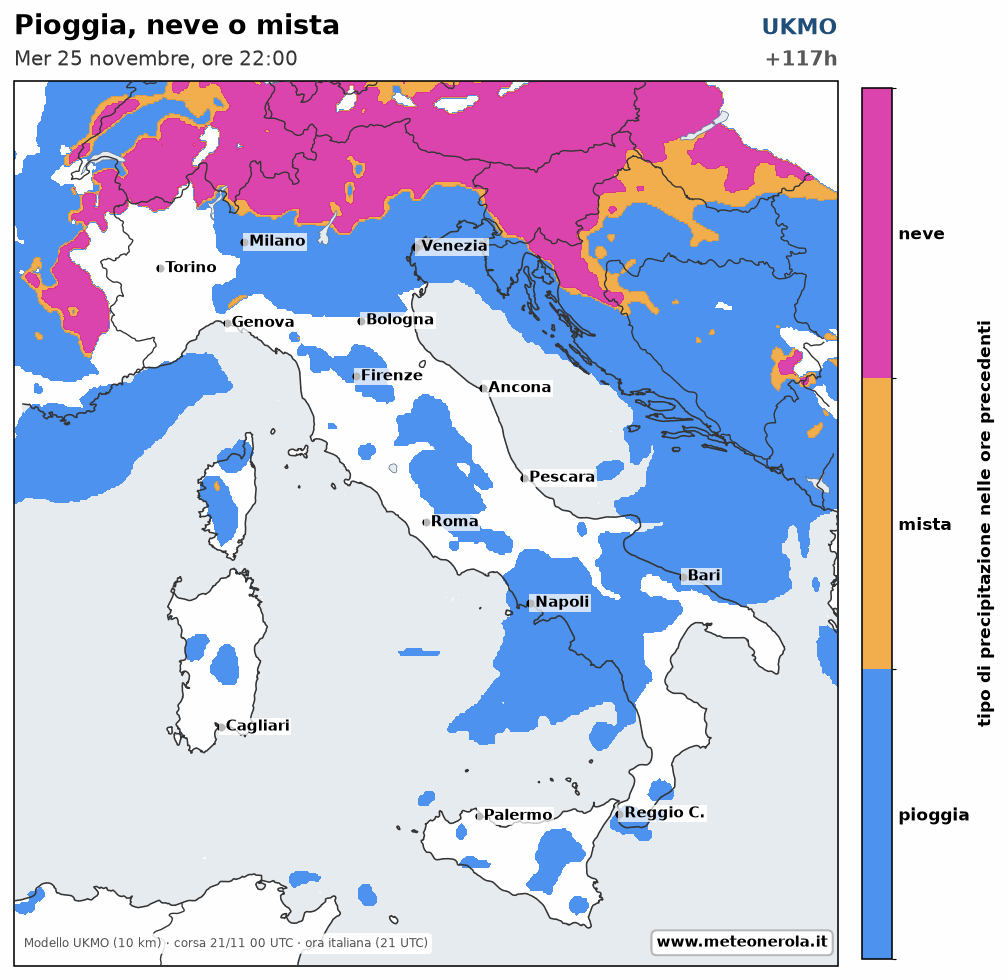 Pioggia, neve o mista
UKMO
Mer 25 novembre, ore 22:00
+117h
neve
mista
pioggia
tipo di precipitazione nelle ore precedenti
Milano
Venezia
Torino
Genova
Bologna
Firenze
Ancona
Pescara
Roma
Bari
Napoli
Cagliari
Palermo
Reggio C.
Modello UKMO (10 km) · corsa 21/11 00 UTC · ora italiana (21 UTC)
www.meteonerola.it